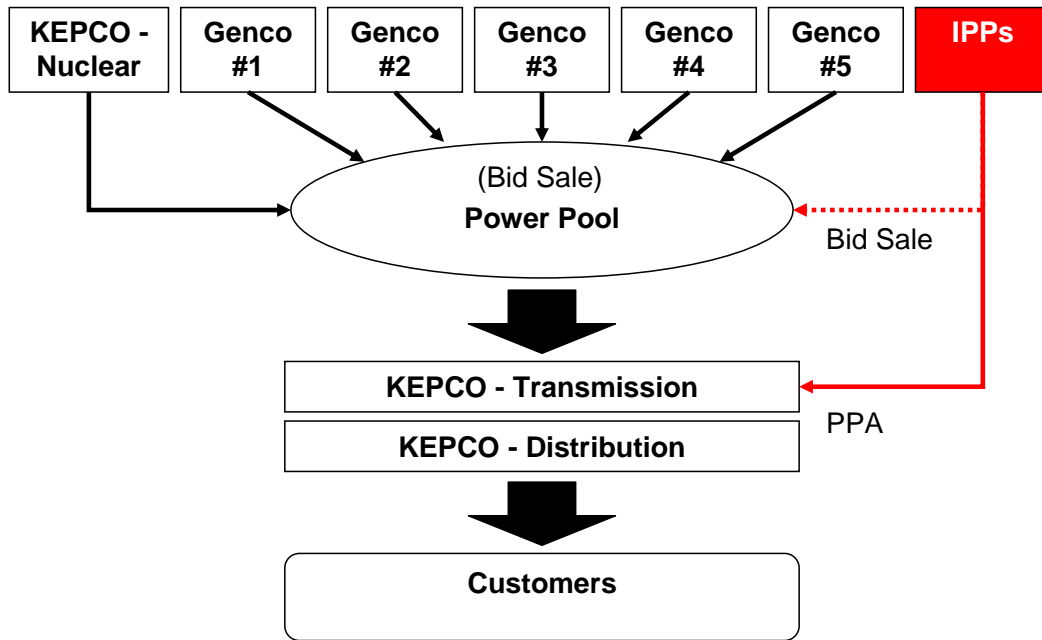 KEPCO -
Nuclear
Genco
#1
Genco
#2
Genco
#3
Genco
#4
Genco
#5
IPPs
(Bid Sale)
Power Pool
Bid Sale
KEPCO - Transmission
PPA
KEPCO - Distribution
Customers